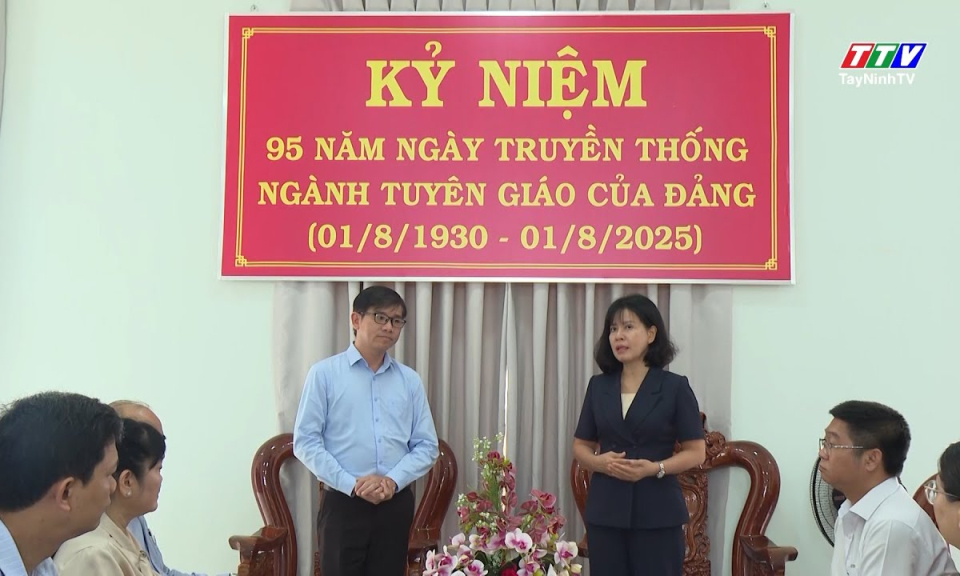 KỶ NIỆM
95 NĂM NGÀY TRUYỀN THỐNG
NGÀNH TUYÊN GIÁO CỦA ĐẢNG
(01/8/1930 - 01/8/2025)
TTV
TayNinhTV